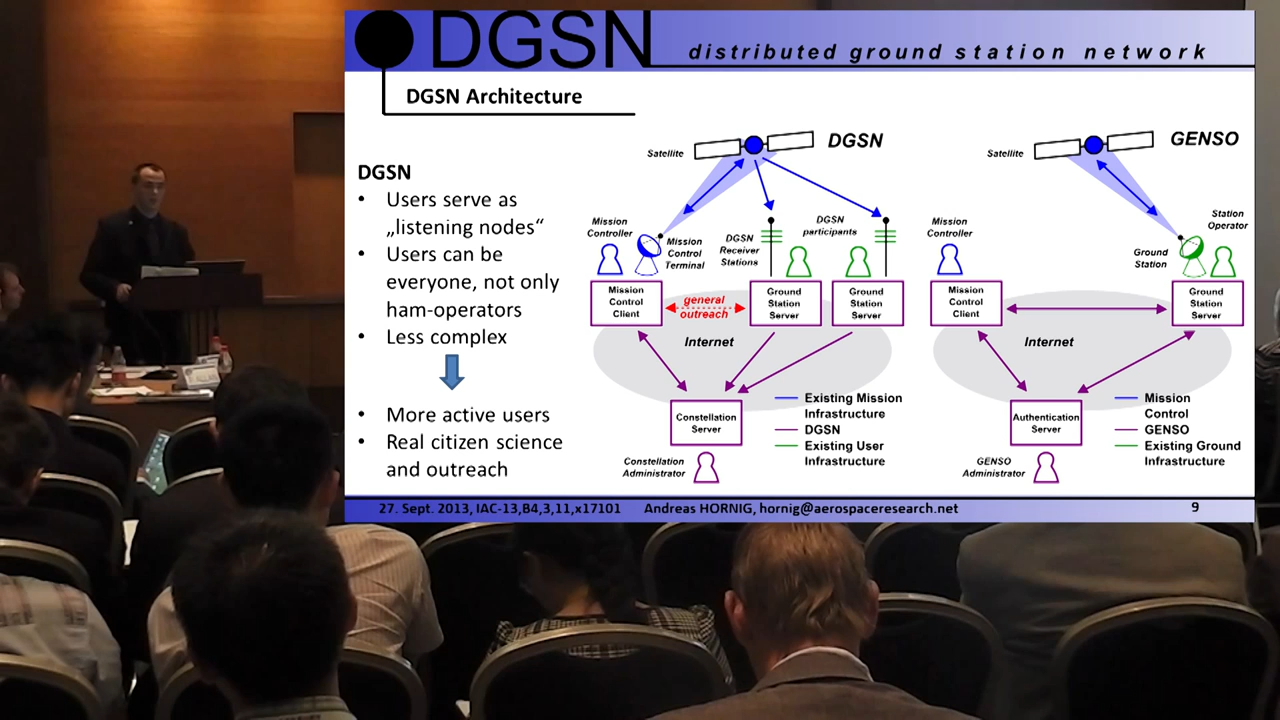 DGSN
distributed ground station network
DGSN Architecture
DGSN
• Users serve as
„listening nodes“
• Users can be
everyone, not only
ham-operators
• Less complex
• More active users
• Real citizen science
and outreach
DGSN
Satellite
Mission
Controller
Mission
Control
Terminal
DGSN
Receiver
Stations
DGSN
participants
Mission
Control
Client
general
outreach
Ground
Station
Server
Ground
Station
Server
Internet
Constellation
Server
Constellation
Administrator
Existing Mission
Infrastructure
DGSN
Existing User
Infrastructure
GENSO
Satellite
Mission
Controller
Station
Operator
Ground
Station
Mission
Control
Client
Ground
Station
Server
Internet
Authentication
Server
GENSO
Administrator
Mission
Control
GENSO
Existing Ground
Infrastructure
27. Sept. 2013, IAC-13,B4,3,11,x17101 Andreas HORNIG, hornig@aerospaceresearch.net 9